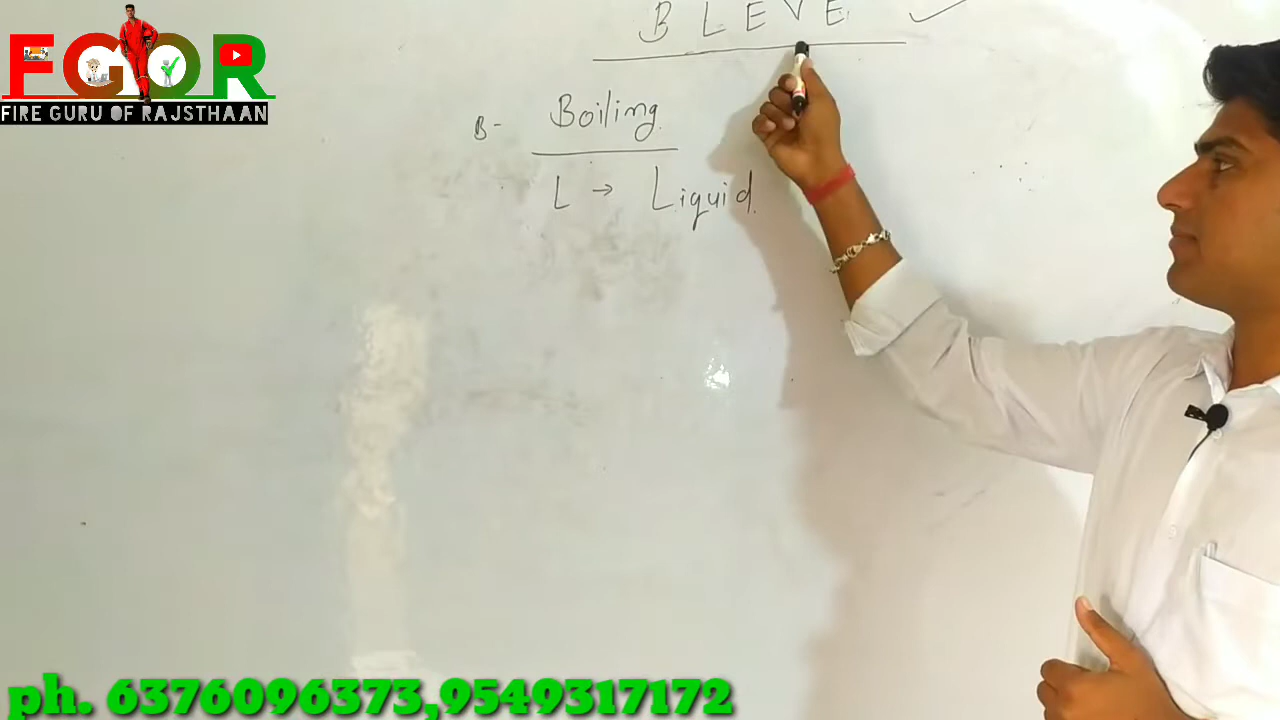 BLEVE
FGOR
FIRE GURU OF RAJSTHAAN
B- Boiling
L → Liquid
ph. 6376096373,9549317172